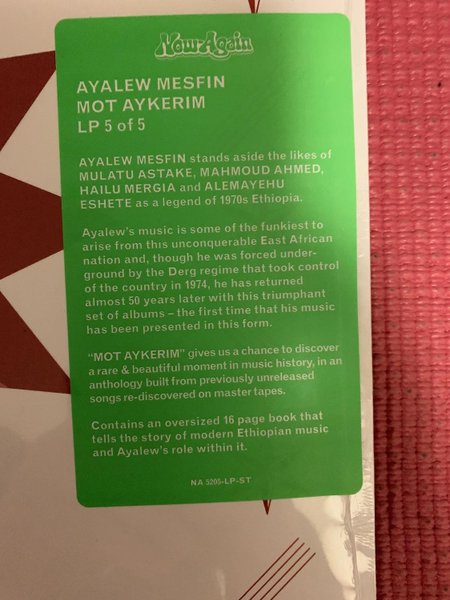 Now-Again
AYALEW MESFIN
MOT AYKERIM
LP 5 of 5
AYALEW MESFIN stands aside the likes of
MULATU ASTAKE, MAHMOUD AHMED,
HAILU MERGIA and ALEMAYEHU
ESHETE as a legend of 1970s Ethiopia.
Ayalew's music is some of the funkiest to
arise from this unconquerable East African
nation and, though he was forced under-
ground by the Derg regime that took control
of the country in 1974, he has returned
almost 50 years later with this triumphant
set of albums – the first time that his music
has been presented in this form.
"MOT AYKERIM" gives us a chance to discover
a rare & beautiful moment in music history, in an
anthology built from previously unreleased
songs re-discovered on master tapes.
Contains an oversized 16 page book that
tells the story of modern Ethiopian music
and Ayalew's role within it.
NA 5205-LP-ST